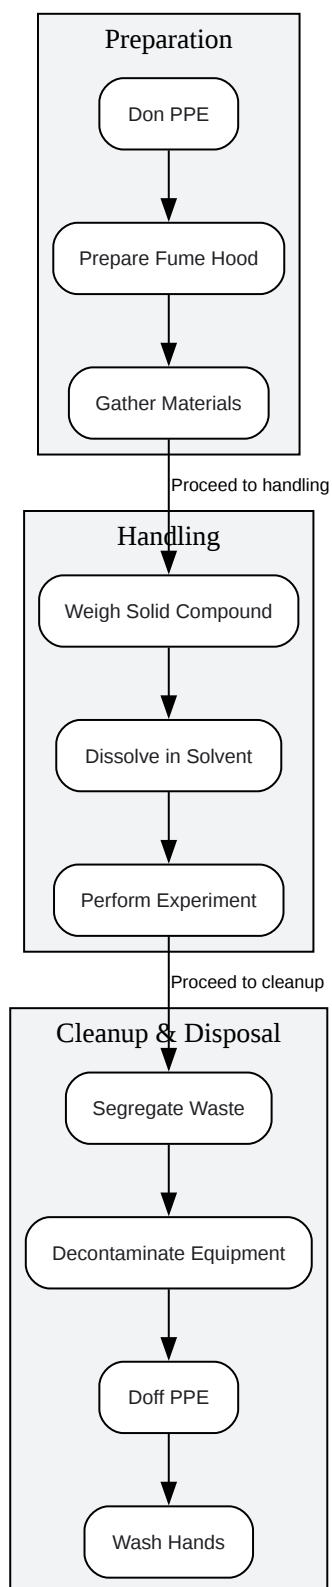 Preparation
Don PPE
Prepare Fume Hood
Gather Materials
Proceed to handling
Handling
Weigh Solid Compound
Dissolve in Solvent
Perform Experiment
Proceed to cleanup
Cleanup & Disposal
Segregate Waste
Decontaminate Equipment
Doff PPE
Wash Hands